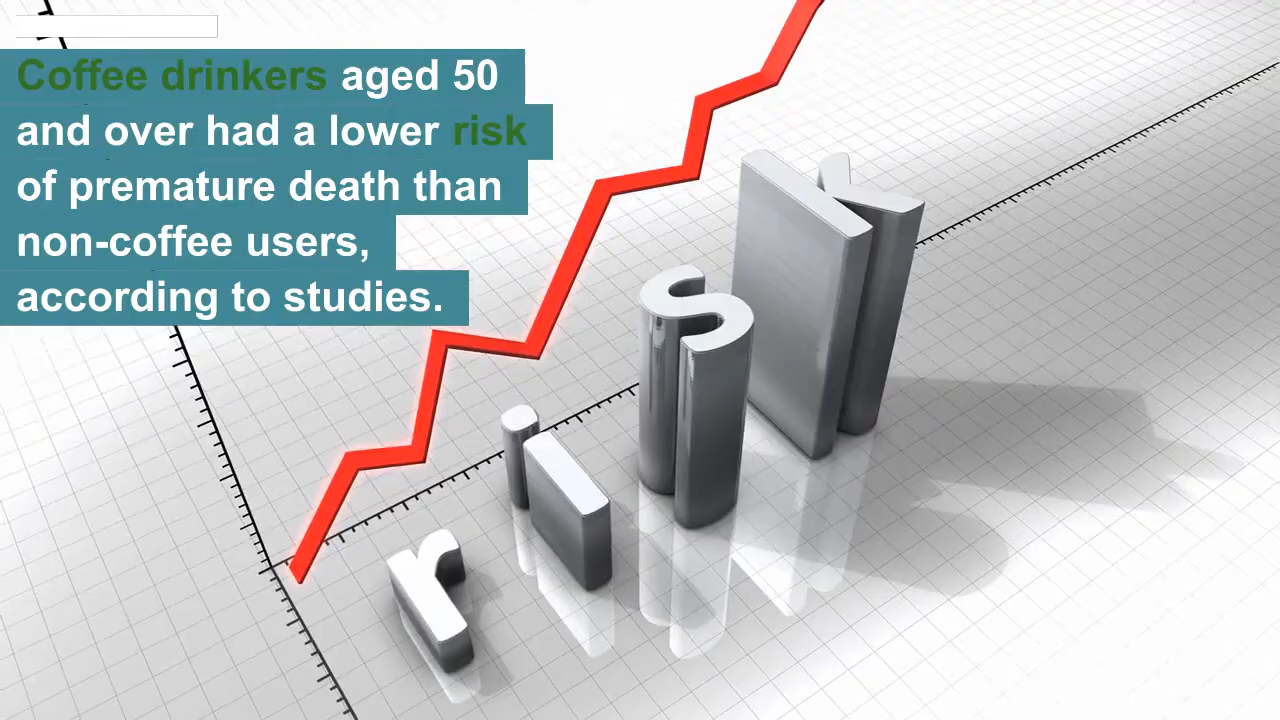 Coffee drinkers aged 50
and over had a lower risk
of premature death than
non-coffee users,
according to studies.
risk